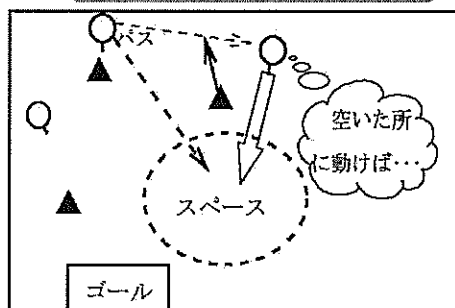 パス
空いた所
に動けば・・・
スペース
ゴール